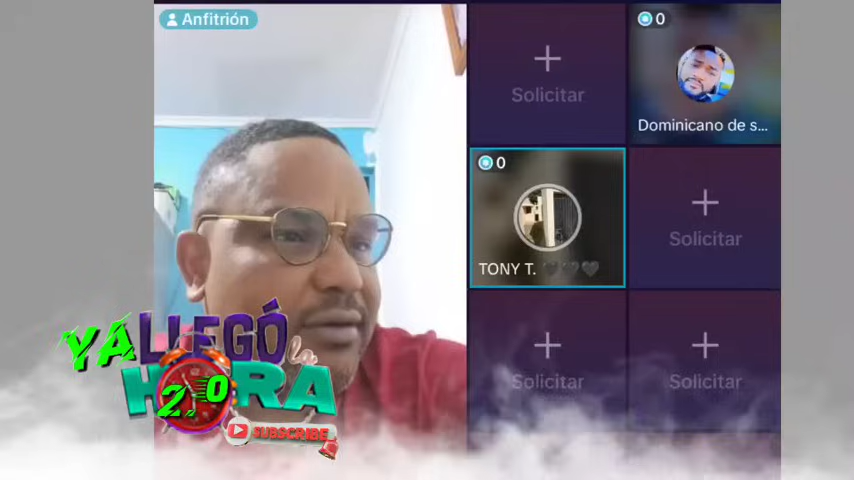 Anfitrión
Solicitar
0
Dominicano de s...
0
TONY T. 🖤🖤🖤
Solicitar
YA LLEGÓ la
HORA
2.0
SUBSCRIBE
Solicitar
Solicitar